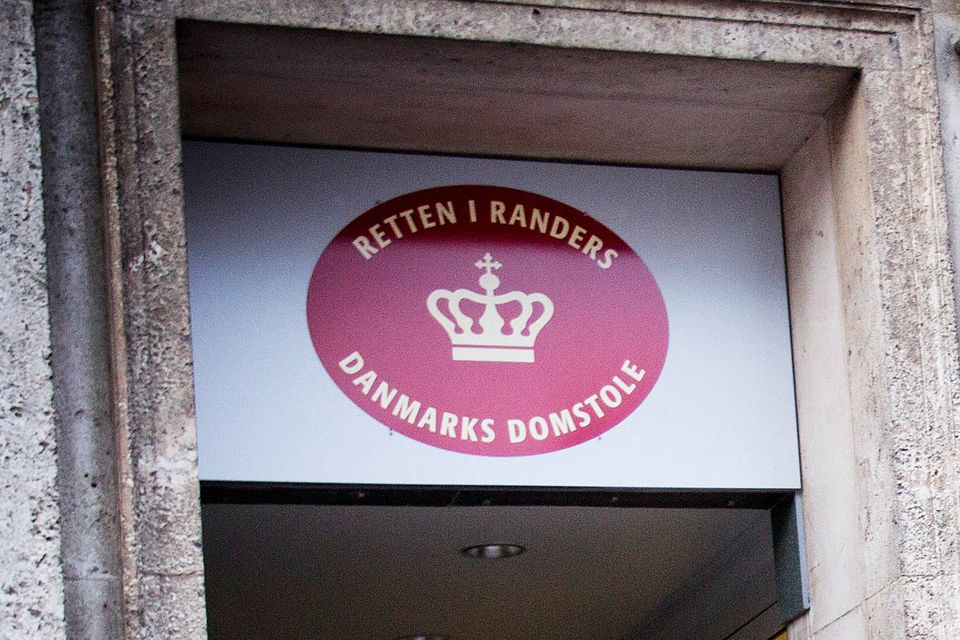 RETTEN I RANDERS
DANMARKS DOMSTOLE